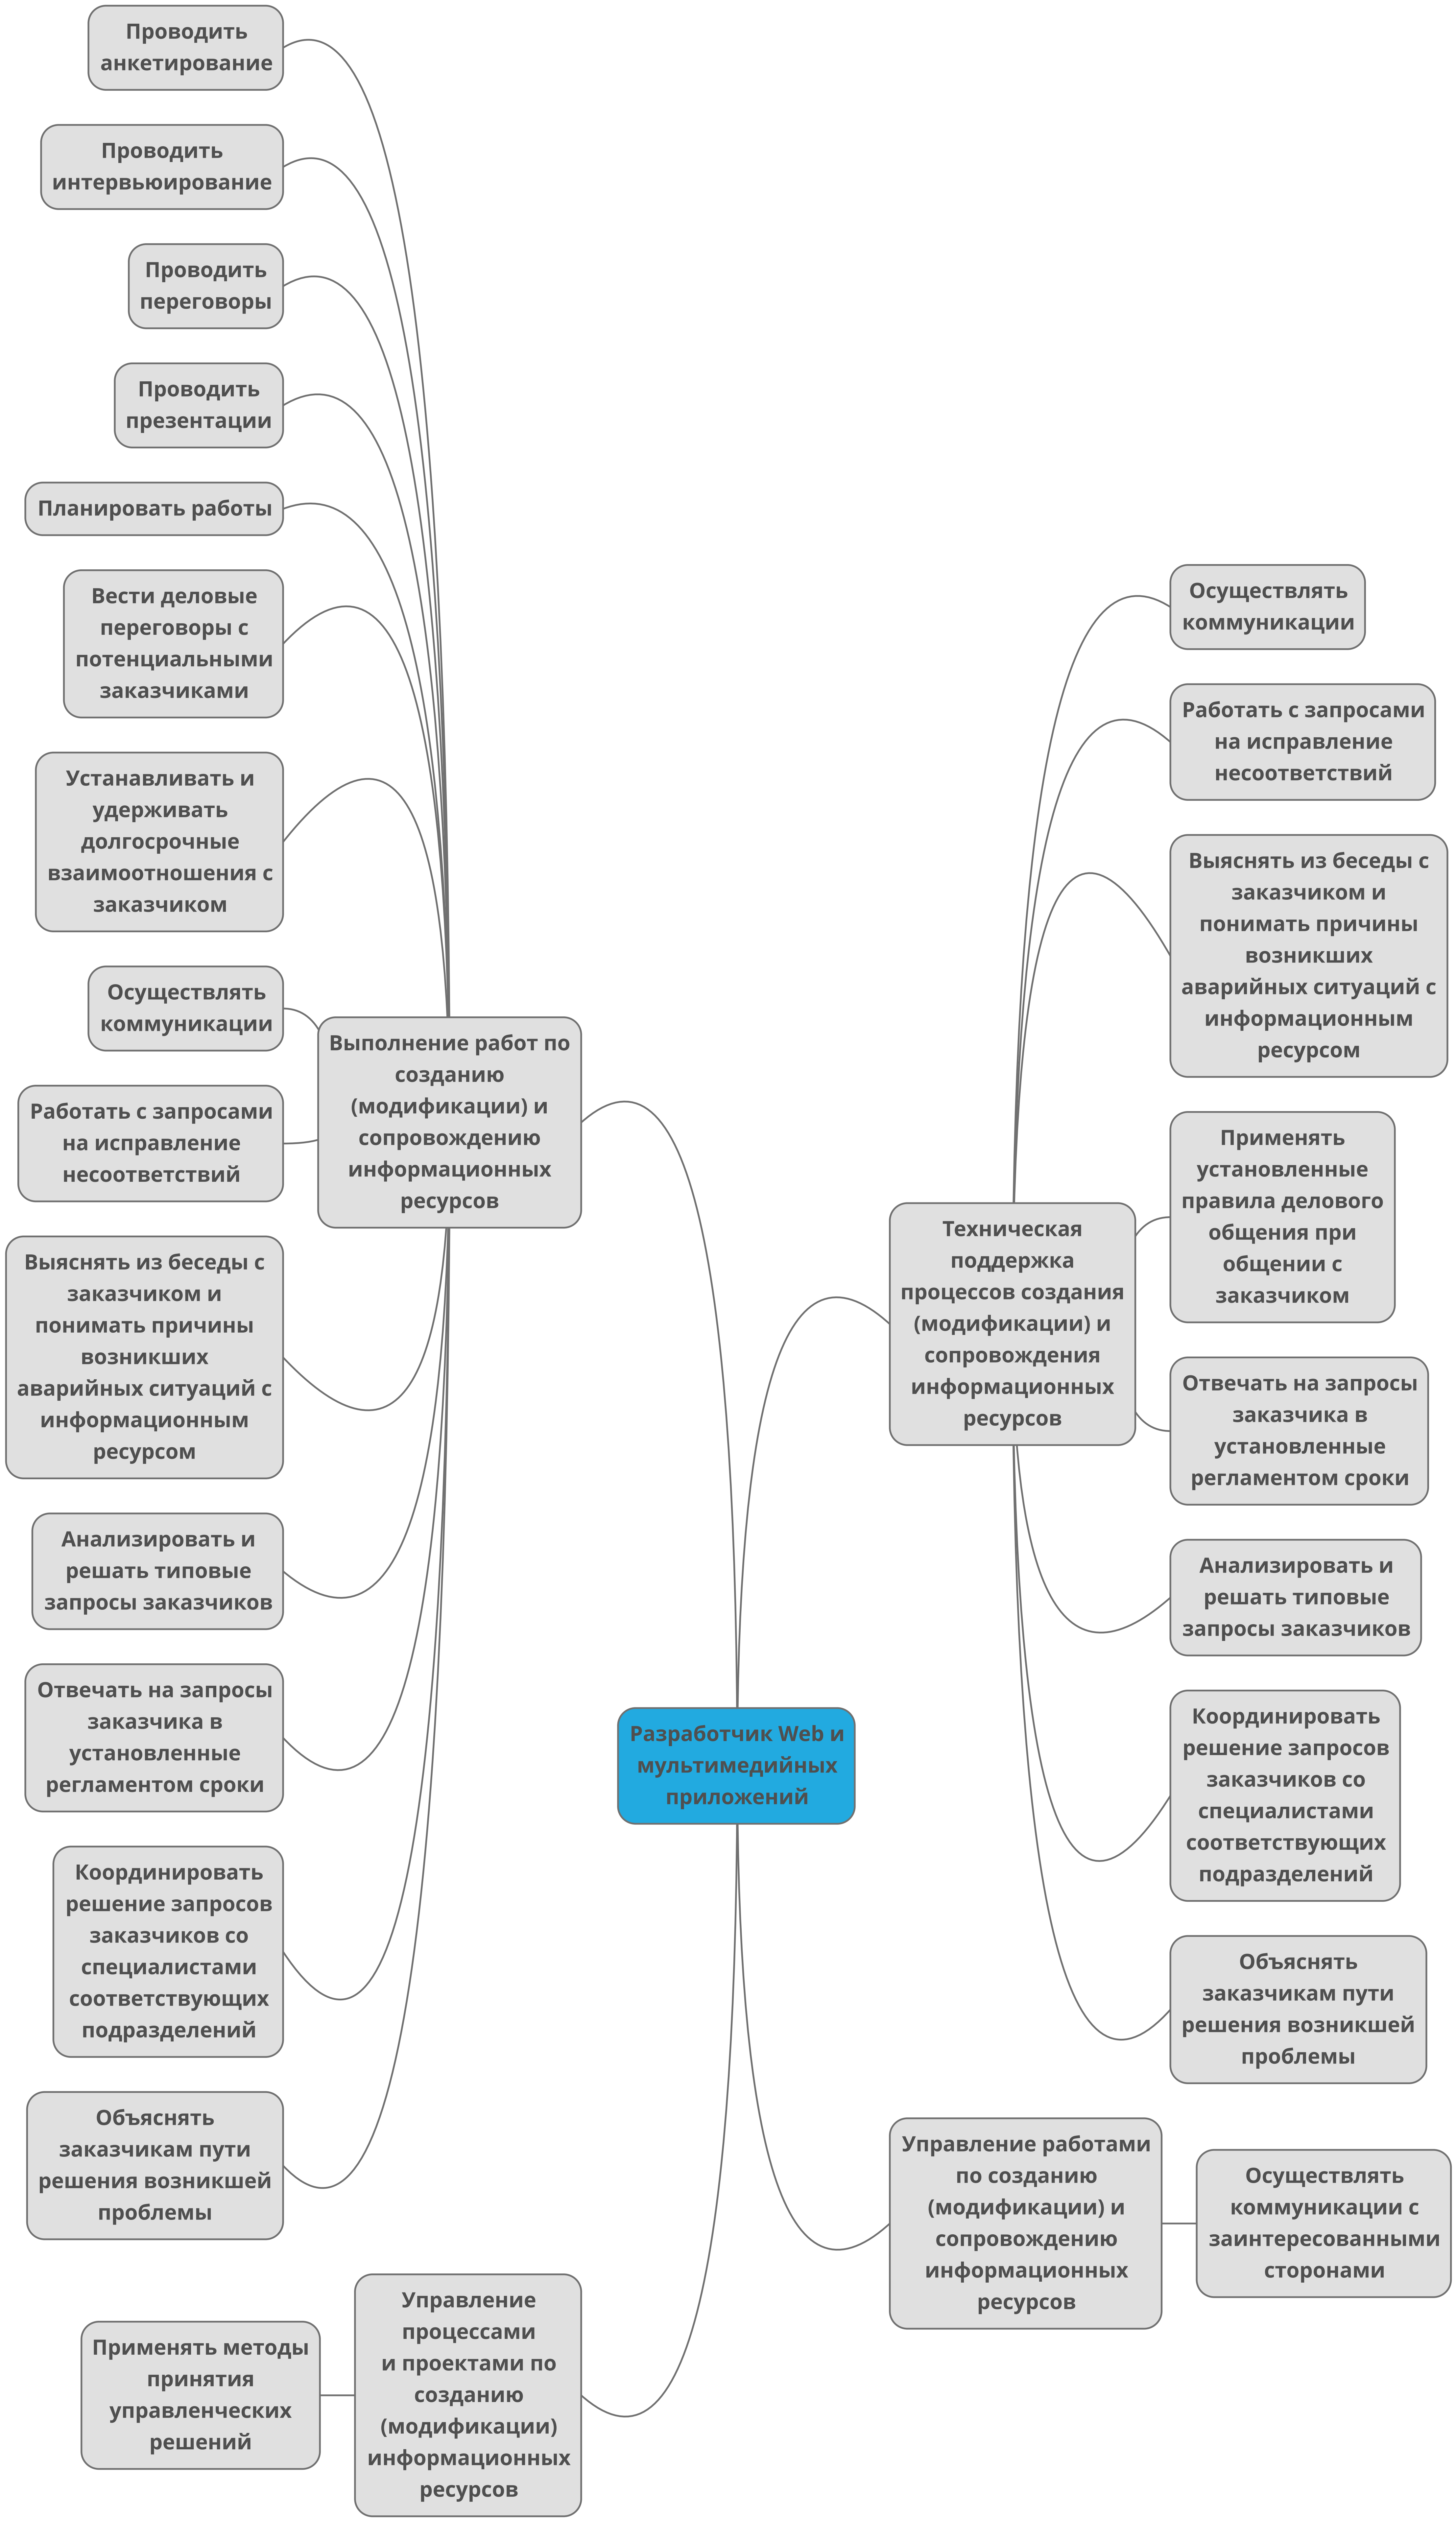 Проводить
анкетирование
Проводить
интервьюирование
Проводить
переговоры
Проводить
презентации
Планировать работы
Вести деловые
переговоры с
потенциальными
заказчиками
Устанавливать и
удерживать
долгосрочные
взаимоотношения с
заказчиком
Осуществлять
коммуникации
Работать с запросами
на исправление
несоответствий
Выяснять из беседы с
заказчиком и
понимать причины
возникших
аварийных ситуаций с
информационным
ресурсом
Анализировать и
решать типовые
запросы заказчиков
Отвечать на запросы
заказчика в
установленные
регламентом сроки
Координировать
решение запросов
заказчиков со
специалистами
соответствующих
подразделений
Объяснять
заказчикам пути
решения возникшей
проблемы
Выполнение работ по
созданию
(модификации) и
сопровождению
информационных
ресурсов
Применять методы
принятия
управленческих
решений
Управление
процессами
и проектами по
созданию
(модификации)
информационных
ресурсов
Разработчик Web и
мультимедийных
приложений
Техническая
поддержка
процессов создания
(модификации) и
сопровождения
информационных
ресурсов
Осуществлять
коммуникации
Работать с запросами
на исправление
несоответствий
Выяснять из беседы с
заказчиком и
понимать причины
возникших
аварийных ситуаций с
информационным
ресурсом
Применять
установленные
правила делового
общения при
общении с
заказчиком
Отвечать на запросы
заказчика в
установленные
регламентом сроки
Анализировать и
решать типовые
запросы заказчиков
Координировать
решение запросов
заказчиков со
специалистами
соответствующих
подразделений
Объяснять
заказчикам пути
решения возникшей
проблемы
Управление работами
по созданию
(модификации) и
сопровождению
информационных
ресурсов
Осуществлять
коммуникации с
заинтересованными
сторонами